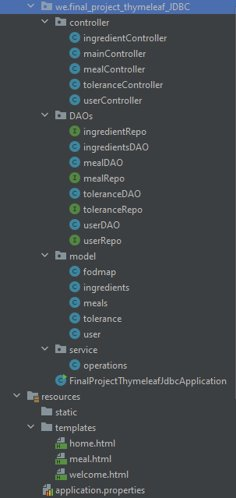 we.final_project_thymeleaf_JDBC
controller
ingredientController
mainController
mealController
toleranceController
userController
DAOs
ingredientRepo
ingredientsDAO
mealDAO
mealRepo
toleranceDAO
toleranceRepo
userDAO
userRepo
model
fodmap
ingredients
meals
tolerance
user
service
operations
FinalProjectThymeleafJdbcApplication
resources
static
templates
home.html
meal.html
welcome.html
application.properties